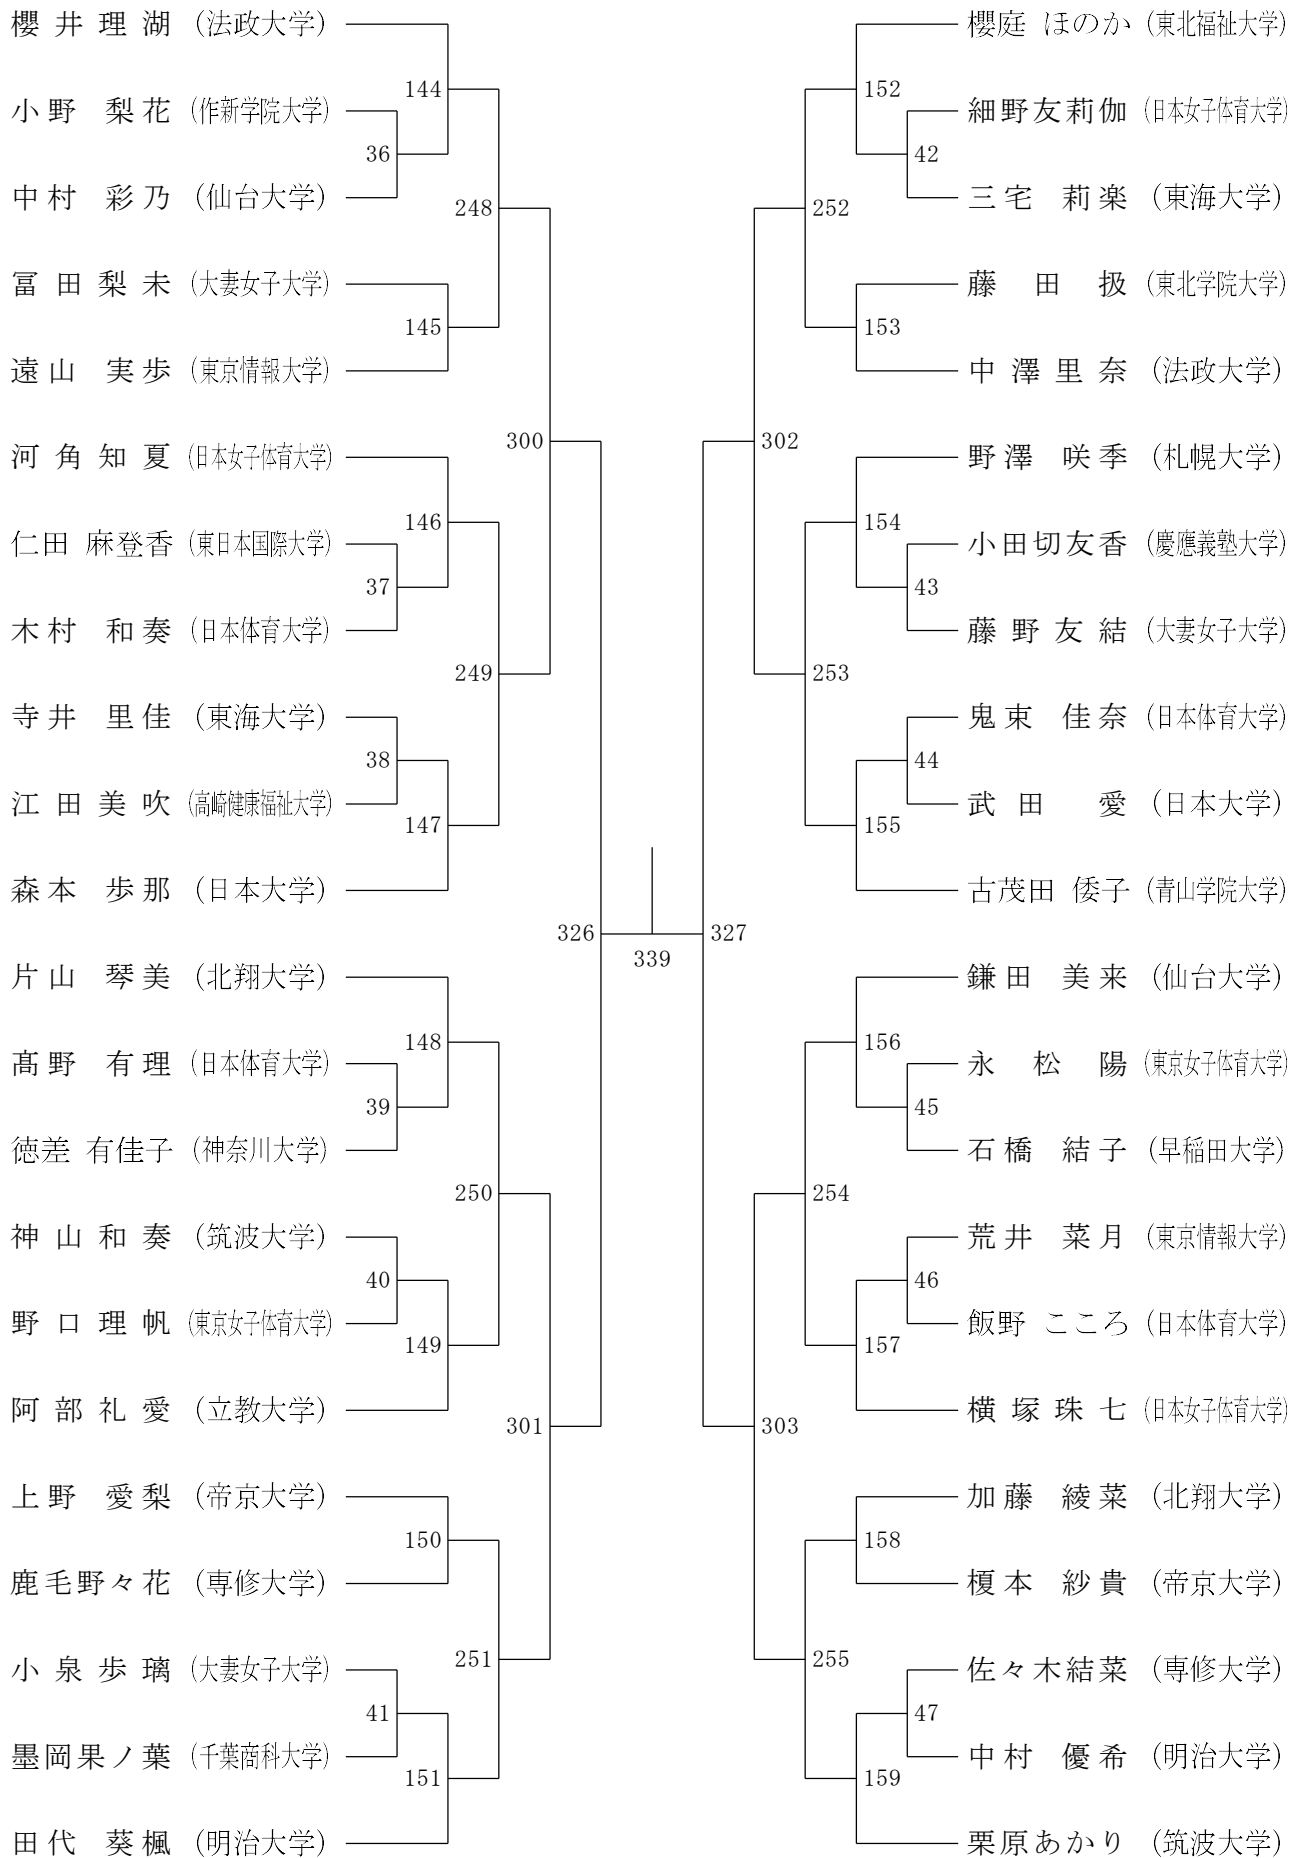 櫻井理湖 (法政大学)
144
小野 梨花 (作新学院大学)
36
中村 彩乃 (仙台大学)
248
冨田梨未 (大妻女子大学)
145
遠山 実歩 (東京情報大学)
300
河角知夏 (日本女子体育大学)
146
仁田 麻登香 (東日本国際大学)
37
木村 和奏 (日本体育大学)
249
寺井 里佳 (東海大学)
38
江田美吹 (高崎健康福祉大学)
147
森本 歩那 (日本大学)
326
片山 琴美 (北翔大学)
148
髙野 有理 (日本体育大学)
39
徳差 有佳子 (神奈川大学)
250
神山和奏 (筑波大学)
40
野口理帆 (東京女子体育大学)
149
阿部礼愛 (立教大学)
301
上野 愛梨 (帝京大学)
150
鹿毛野々花 (専修大学)
251
小泉歩璃 (大妻女子大学)
41
墨岡果ノ葉 (千葉商科大学)
151
田代 葵楓 (明治大学)
339
櫻庭 ほのか (東北福祉大学)
152
細野友莉伽 (日本女子体育大学)
42
三宅 莉楽 (東海大学)
252
藤田扱 (東北学院大学)
153
中澤里奈 (法政大学)
302
野澤 咲季 (札幌大学)
154
小田切友香 (慶應義塾大学)
43
藤野友結 (大妻女子大学)
253
鬼束 佳奈 (日本体育大学)
44
武田 愛 (日本大学)
155
古茂田 倭子 (青山学院大学)
327
鎌田 美来 (仙台大学)
156
永松陽 (東京女子体育大学)
45
石橋 結子 (早稲田大学)
254
荒井 菜月 (東京情報大学)
46
飯野 こころ (日本体育大学)
157
横塚珠七 (日本女子体育大学)
303
加藤 綾菜 (北翔大学)
158
榎本 紗貴 (帝京大学)
255
佐々木結菜 (専修大学)
47
中村 優希 (明治大学)
159
栗原あかり (筑波大学)